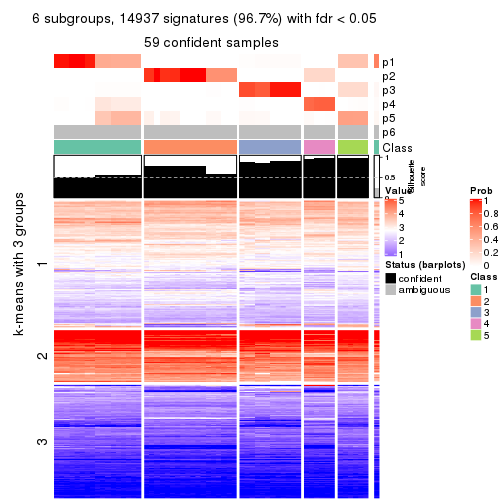 6 subgroups, 14937 signatures (96.7%) with fdr < 0.05
59 confident samples
p1
p2
p3
p4
p5
p6
Class
1
0.5
0
Silhouette
score
k-means with 3 groups
1
2
3
Value
5
4
3
2
1
Status (barplots)
confident
ambiguous
Prob
1
0.8
0.6
0.4
0.2
0
Class
1
2
3
4
5